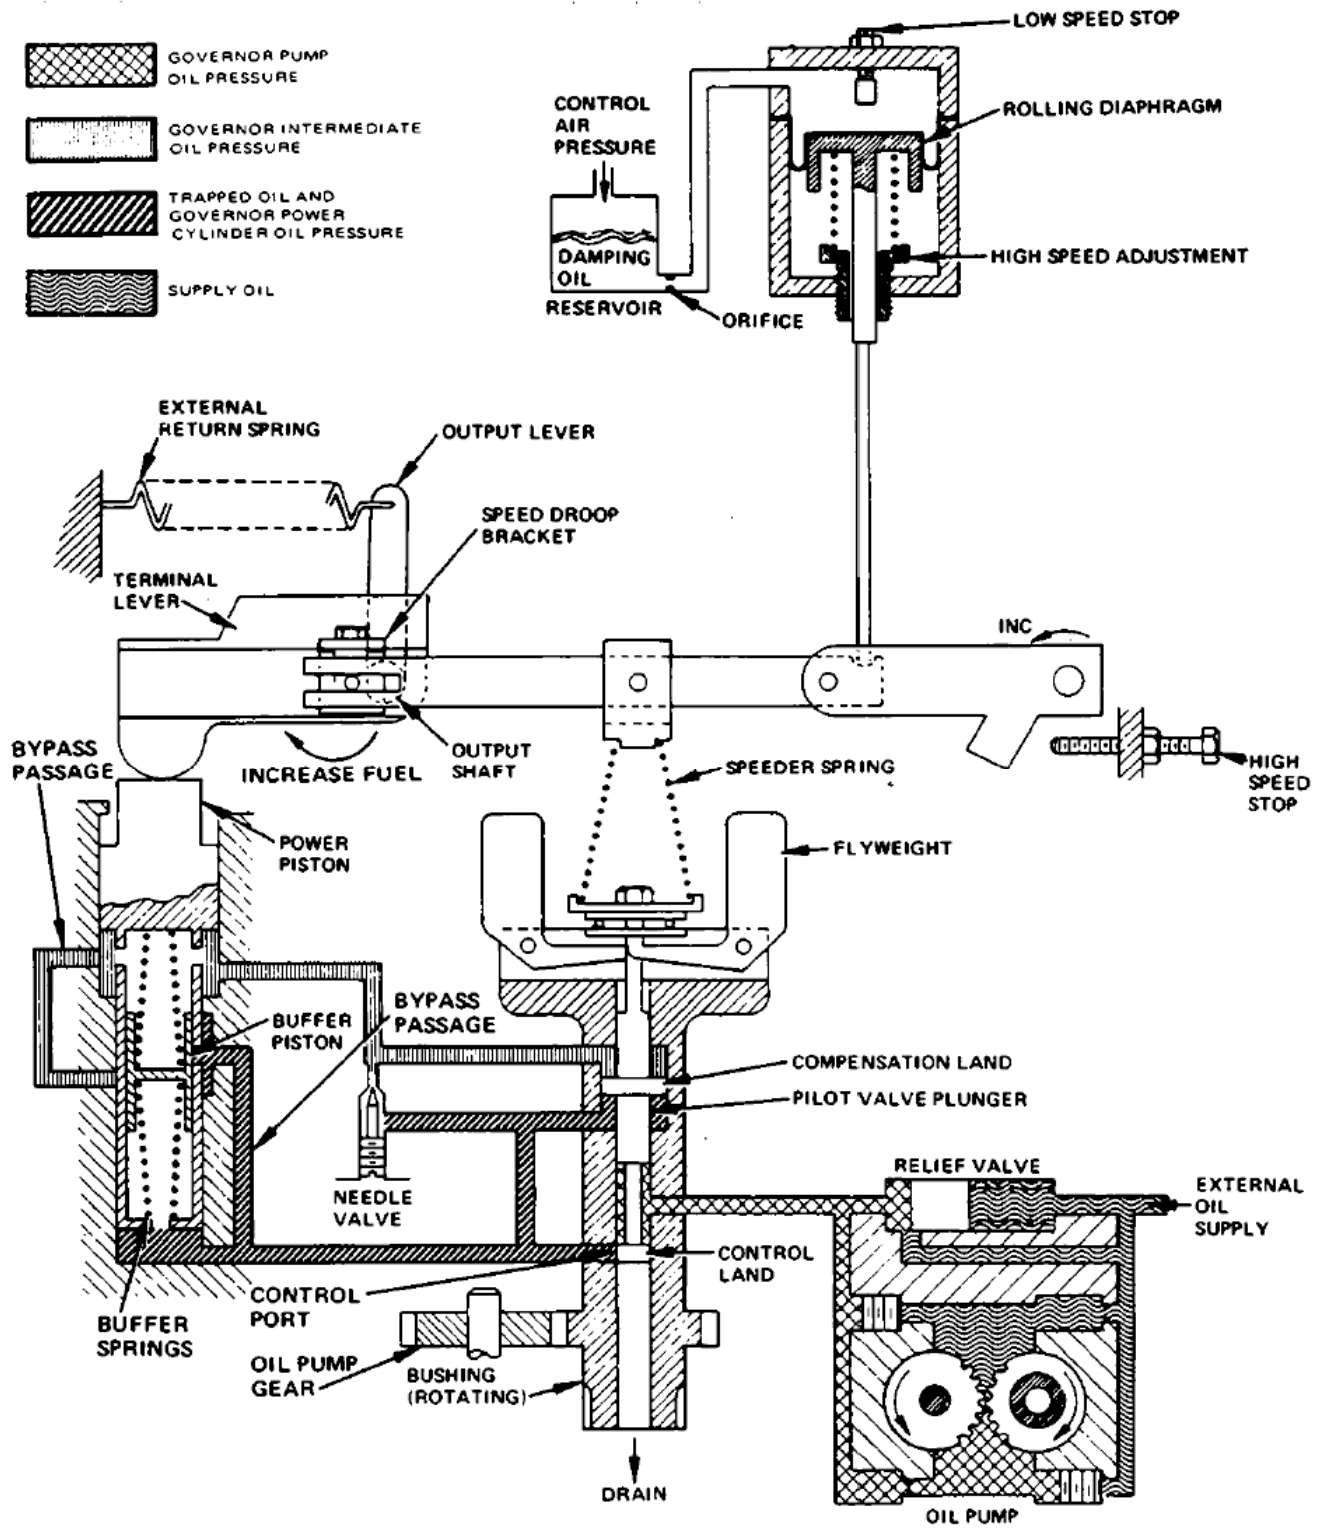 LOW SPEED STOP
GOVERNOR PUMP
OIL PRESSURE
GOVERNOR INTERMEDIATE
OIL PRESSURE
TRAPPED OIL AND
GOVERNOR POWER
CYLINDER OIL PRESSURE
SUPPLY OIL
CONTROL
AIR
PRESSURE
ROLLING DIAPHRAGM
DAMPING
OIL
RESERVOIR
HIGH SPEED ADJUSTMENT
ORIFICE
EXTERNAL
RETURN SPRING
OUTPUT LEVER
SPEED DROOP
BRACKET
TERMINAL
LEVER
INC
BYPASS
PASSAGE
INCREASE FUEL
OUTPUT
SHAFT
SPEEDER SPRING
HIGH
SPEED
STOP
POWER
PISTON
FLYWEIGHT
BUFFER
PISTON
BYPASS
PASSAGE
COMPENSATION LAND
PILOT VALVE PLUNGER
NEEDLE
VALVE
RELIEF VALVE
EXTERNAL
OIL
SUPPLY
CONTROL
LAND
CONTROL
PORT
BUFFER
SPRINGS
OIL PUMP
GEAR
BUSHING
(ROTATING)
DRAIN
OIL PUMP